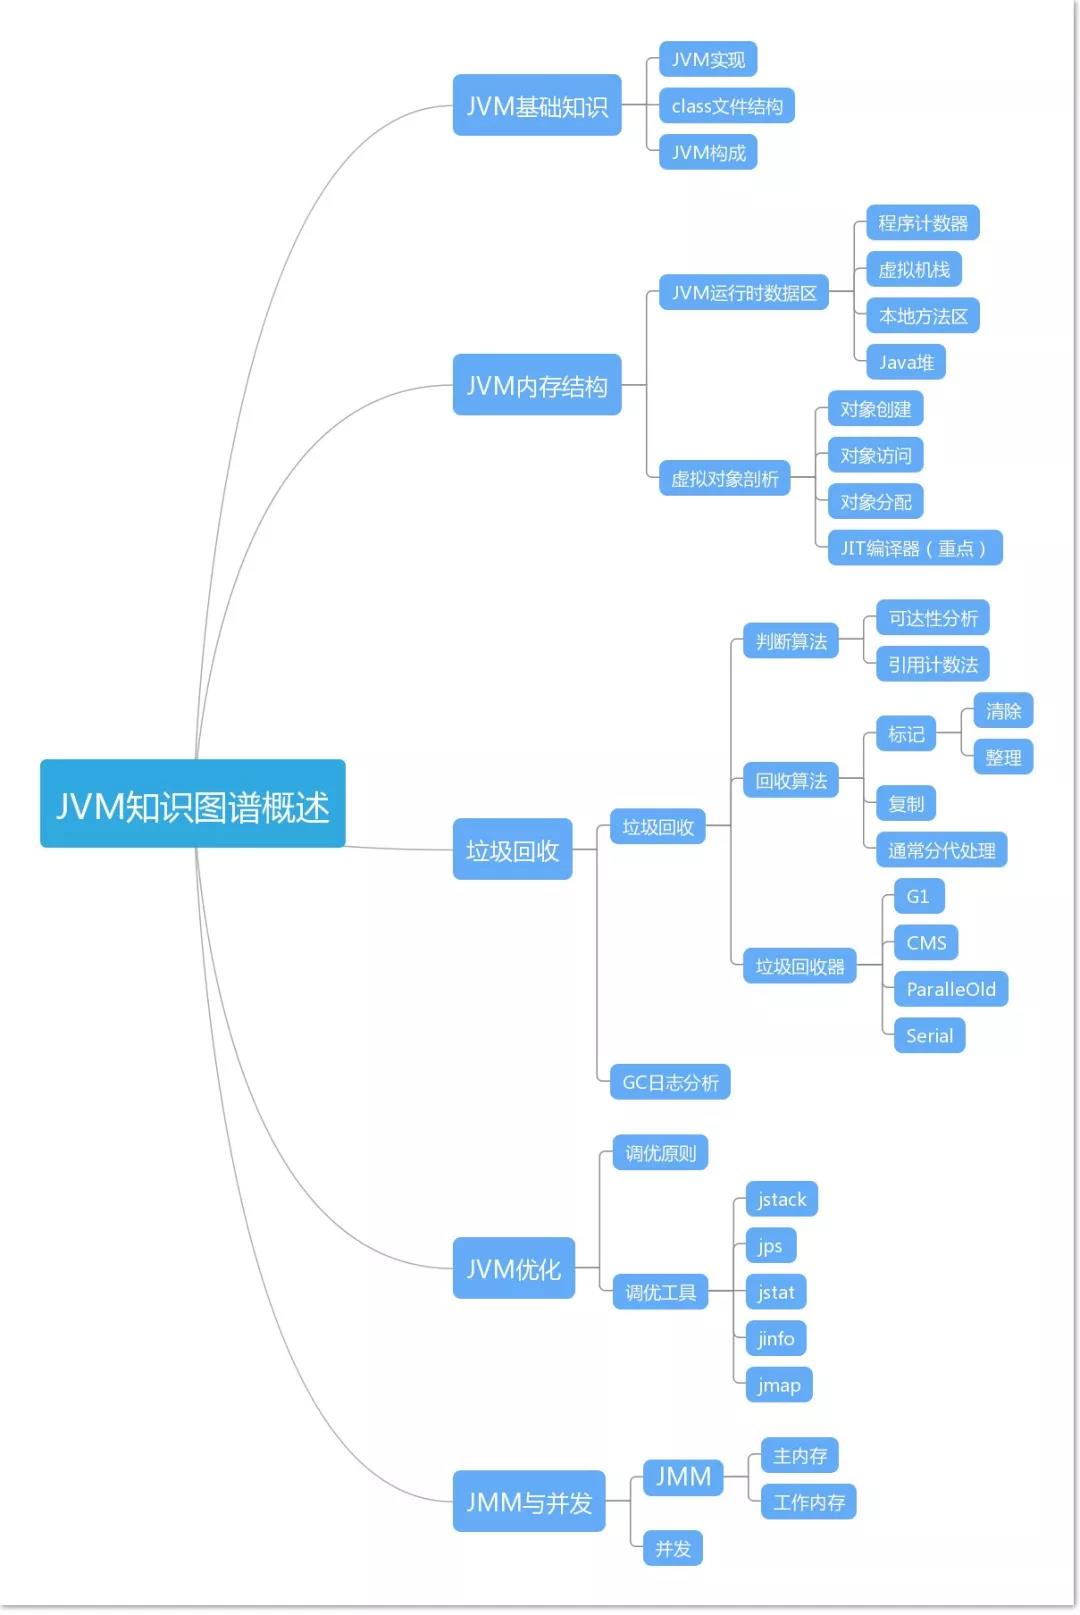 JVM知识图谱概述
JVM基础知识
JVM实现
class文件结构
JVM构成
JVM内存结构
JVM运行时数据区
程序计数器
虚拟机栈
本地方法区
Java堆
虚拟对象剖析
对象创建
对象访问
对象分配
JIT编译器（重点）
垃圾回收
垃圾回收
判断算法
可达性分析
引用计数法
回收算法
标记
清除
整理
复制
通常分代处理
垃圾回收器
G1
CMS
ParalleOld
Serial
GC日志分析
JVM优化
调优原则
调优工具
jstack
jps
jstat
jinfo
jmap
JMM与并发
JMM
主内存
工作内存
并发